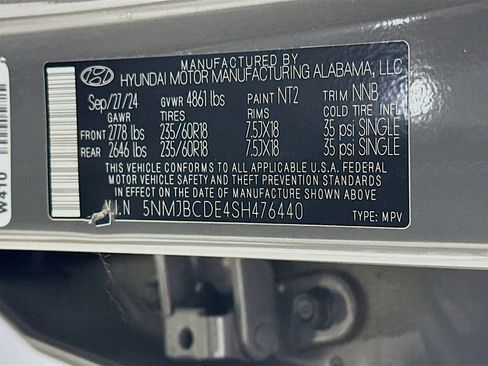 MANUFACTURED BY
HYUNDAI MOTOR MANUFACTURING ALABAMA, LLC
Sep/27/24 GVWR 4861 lbs PAINT NT2 TRIM NNB
GAWR TIRES RIMS COLD TIRE INFL
FRONT 2778 lbs 235/60R18 7.5JX18 35 psi SINGLE
REAR 2646 lbs 235/60R18 7.5JX18 35 psi SINGLE
THIS VEHICLE CONFORMS TO ALL APPLICABLE U.S.A. FEDERAL
MOTOR VEHICLE SAFETY AND THEFT PREVENTION STANDARDS
IN EFFECT ON THE DATE OF MANUFACTURE SHOWN ABOVE
V.I.N 5NMJBCDE4SH476440
TYPE: MPV
W410